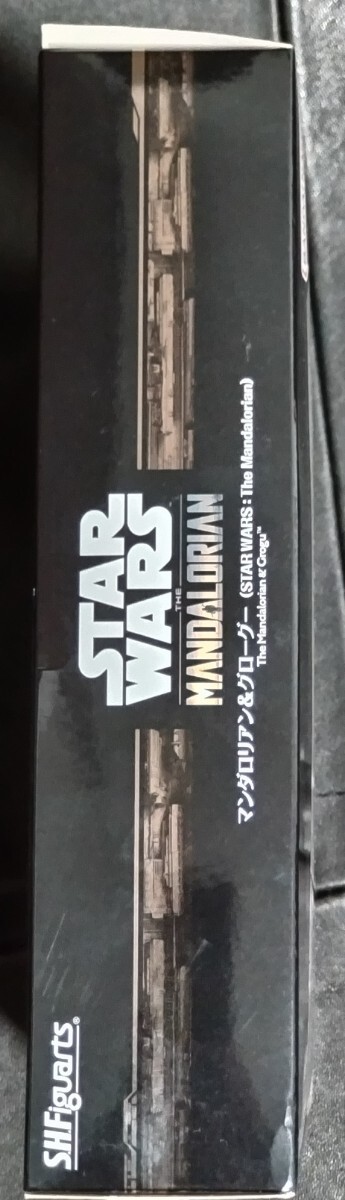 STAR
WARS
THE
MANDALORIAN
マンダロリアン&グローグー（STAR WARS : The Mandalorian）
The Mandalorian & Grogu™
S.H.Figuarts®